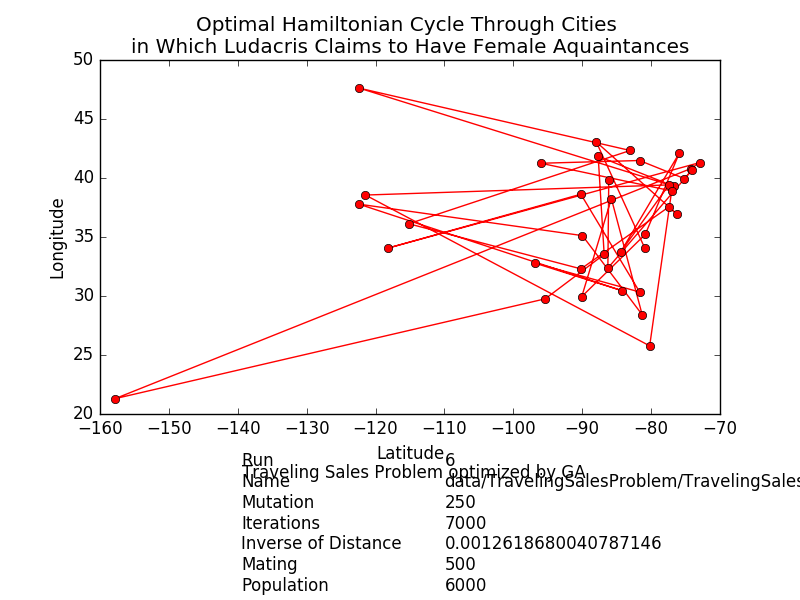 Optimal Hamiltonian Cycle Through Cities
in Which Ludacris Claims to Have Female Aquaintances
50
45
40
35
30
25
20
Longitude
−160 −150 −140 −130 −120 −110 −100 −90 −80 −70
Latitude
Run 6
Traveling Sales Problem optimized by GA
Name data/TravelingSalesProblem/TravelingSales
Mutation 250
Iterations 7000
Inverse of Distance 0.0012618680040787146
Mating 500
Population 6000